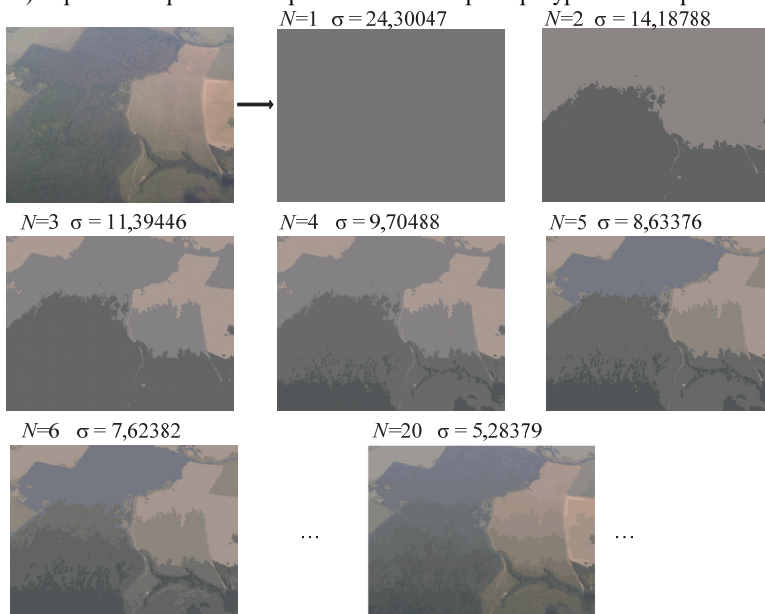 N=1 σ = 24,30047
N=2 σ = 14,18788
N=3 σ = 11,39446
N=4 σ = 9,70488
N=5 σ = 8,63376
N=6 σ = 7,62382
N=20 σ = 5,28379
...
...